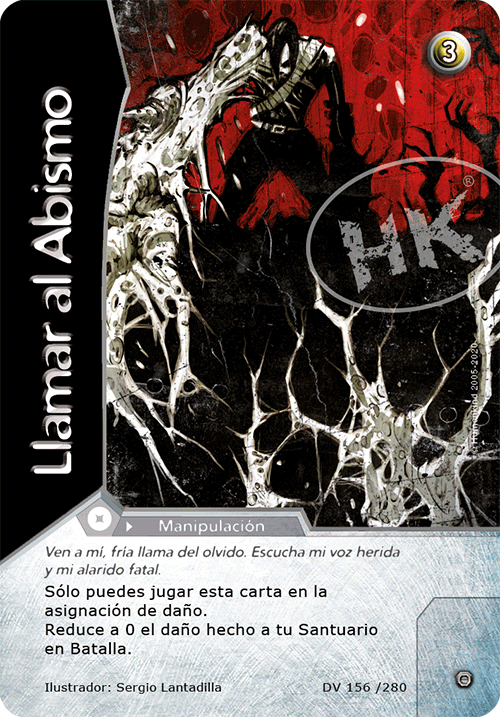 3
Llamar al Abismo
HK®
2005-2020
Manipulación
Ven a mí, fría llama del olvido. Escucha mi voz herida
y mi alarido fatal.
Sólo puedes jugar esta carta en la
asignación de daño.
Reduce a 0 el daño hecho a tu Santuario
en Batalla.
Ilustrador: Sergio Lantadilla
DV 156 /280